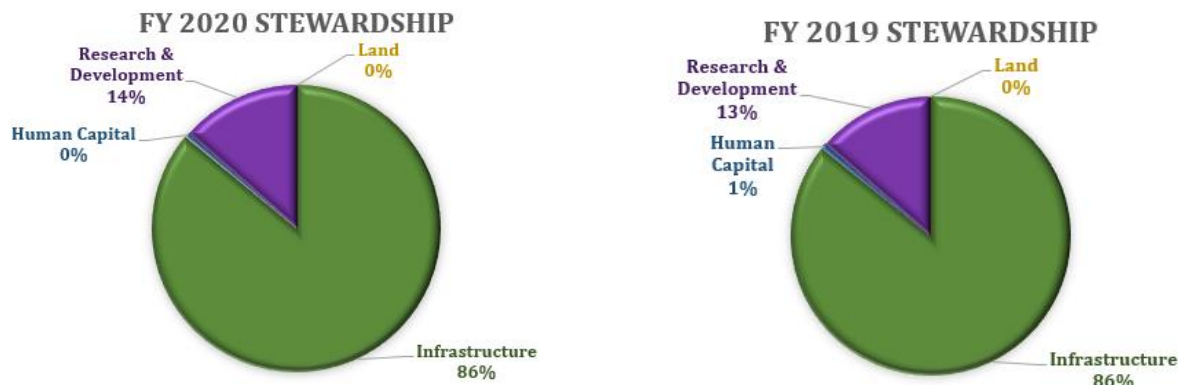 FY 2020 STEWARDSHIP
Research &
Development
14%
Land
0%
Human Capital
0%
Infrastructure
86%
FY 2019 STEWARDSHIP
Research &
Development
13%
Land
0%
Human
Capital
1%
Infrastructure
86%